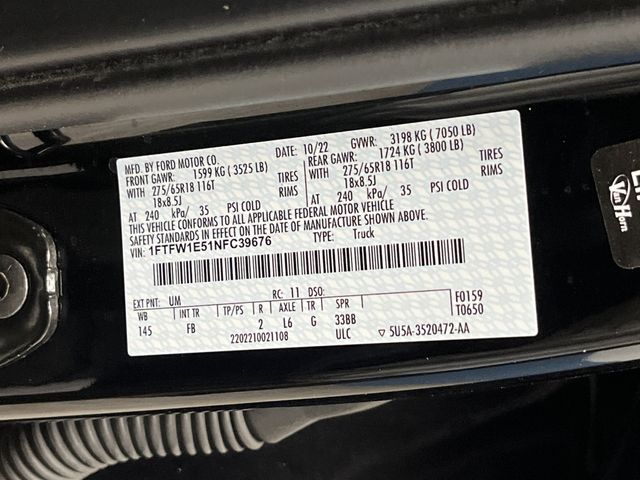 MFD. BY FORD MOTOR CO.
DATE: 10/22 GVWR: 3198 KG ( 7050 LB)
FRONT GAWR: 1599 KG ( 3525 LB) REAR GAWR: 1724 KG ( 3800 LB)
WITH 275/65R18 116T TIRES WITH 275/65R18 116T TIRES
18x8.5J RIMS 18x8.5J RIMS
AT 240 kPa/ 35 PSI COLD AT 240 kPa/ 35 PSI COLD
THIS VEHICLE CONFORMS TO ALL APPLICABLE FEDERAL MOTOR VEHICLE
SAFETY STANDARDS IN EFFECT ON THE DATE OF MANUFACTURE SHOWN ABOVE.
VIN: 1FTFW1E51NFC39676 TYPE: Truck
EXT PNT: UM RC: 11 DSO:
WB INT TR TP/PS R AXLE TR SPR F0159
145 FB 2 L6 G 33BB T0650
2202210021108 ULC ▽ 5U5A-3520472-AA
Van Horn